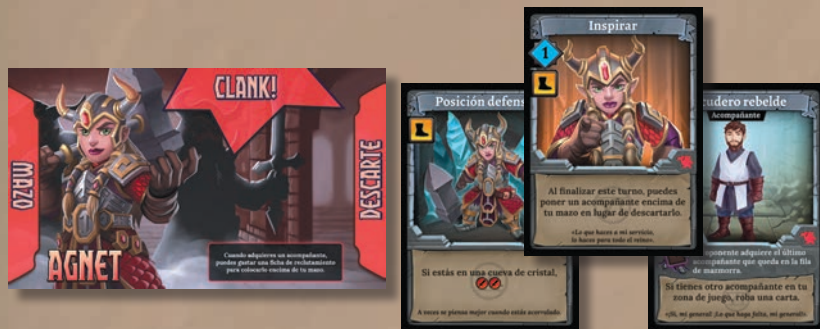 CLANK!
MAZO
DESCARTE
AGNET
Cuando adquieres un acompañante,
puedes gastar una ficha de reclutamiento
para colocarlo encima de tu mazo.
Posición defens
Si estás en una cueva de cristal,
A veces se piensa mejor cuando estás acorralado.
Inspirar
1
Al finalizar este turno, puedes
poner un acompañante encima de
tu mazo en lugar de descartarlo.
«Lo que haces a mi servicio,
lo haces para todo el reino».
cudero rebelde
Acompañante
ponente adquiere el último
acompañante que queda en la fila
de mazmorra.
Si tienes otro acompañante en tu
zona de juego, roba una carta.
«¡Sí, mi general! ¡Lo que haga falta, mi general!»